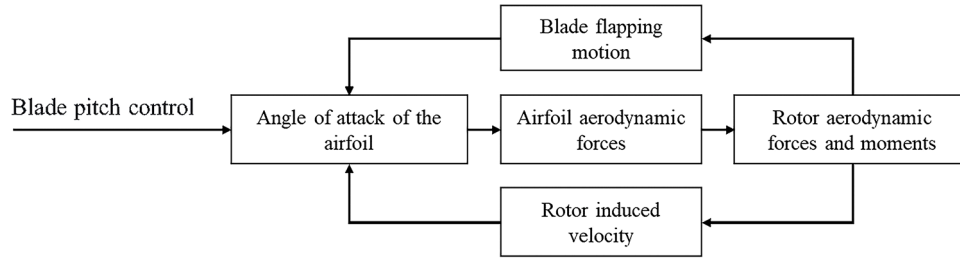 Blade flapping
motion
Blade pitch control
Angle of attack of the
airfoil
Airfoil aerodynamic
forces
Rotor aerodynamic
forces and moments
Rotor induced
velocity